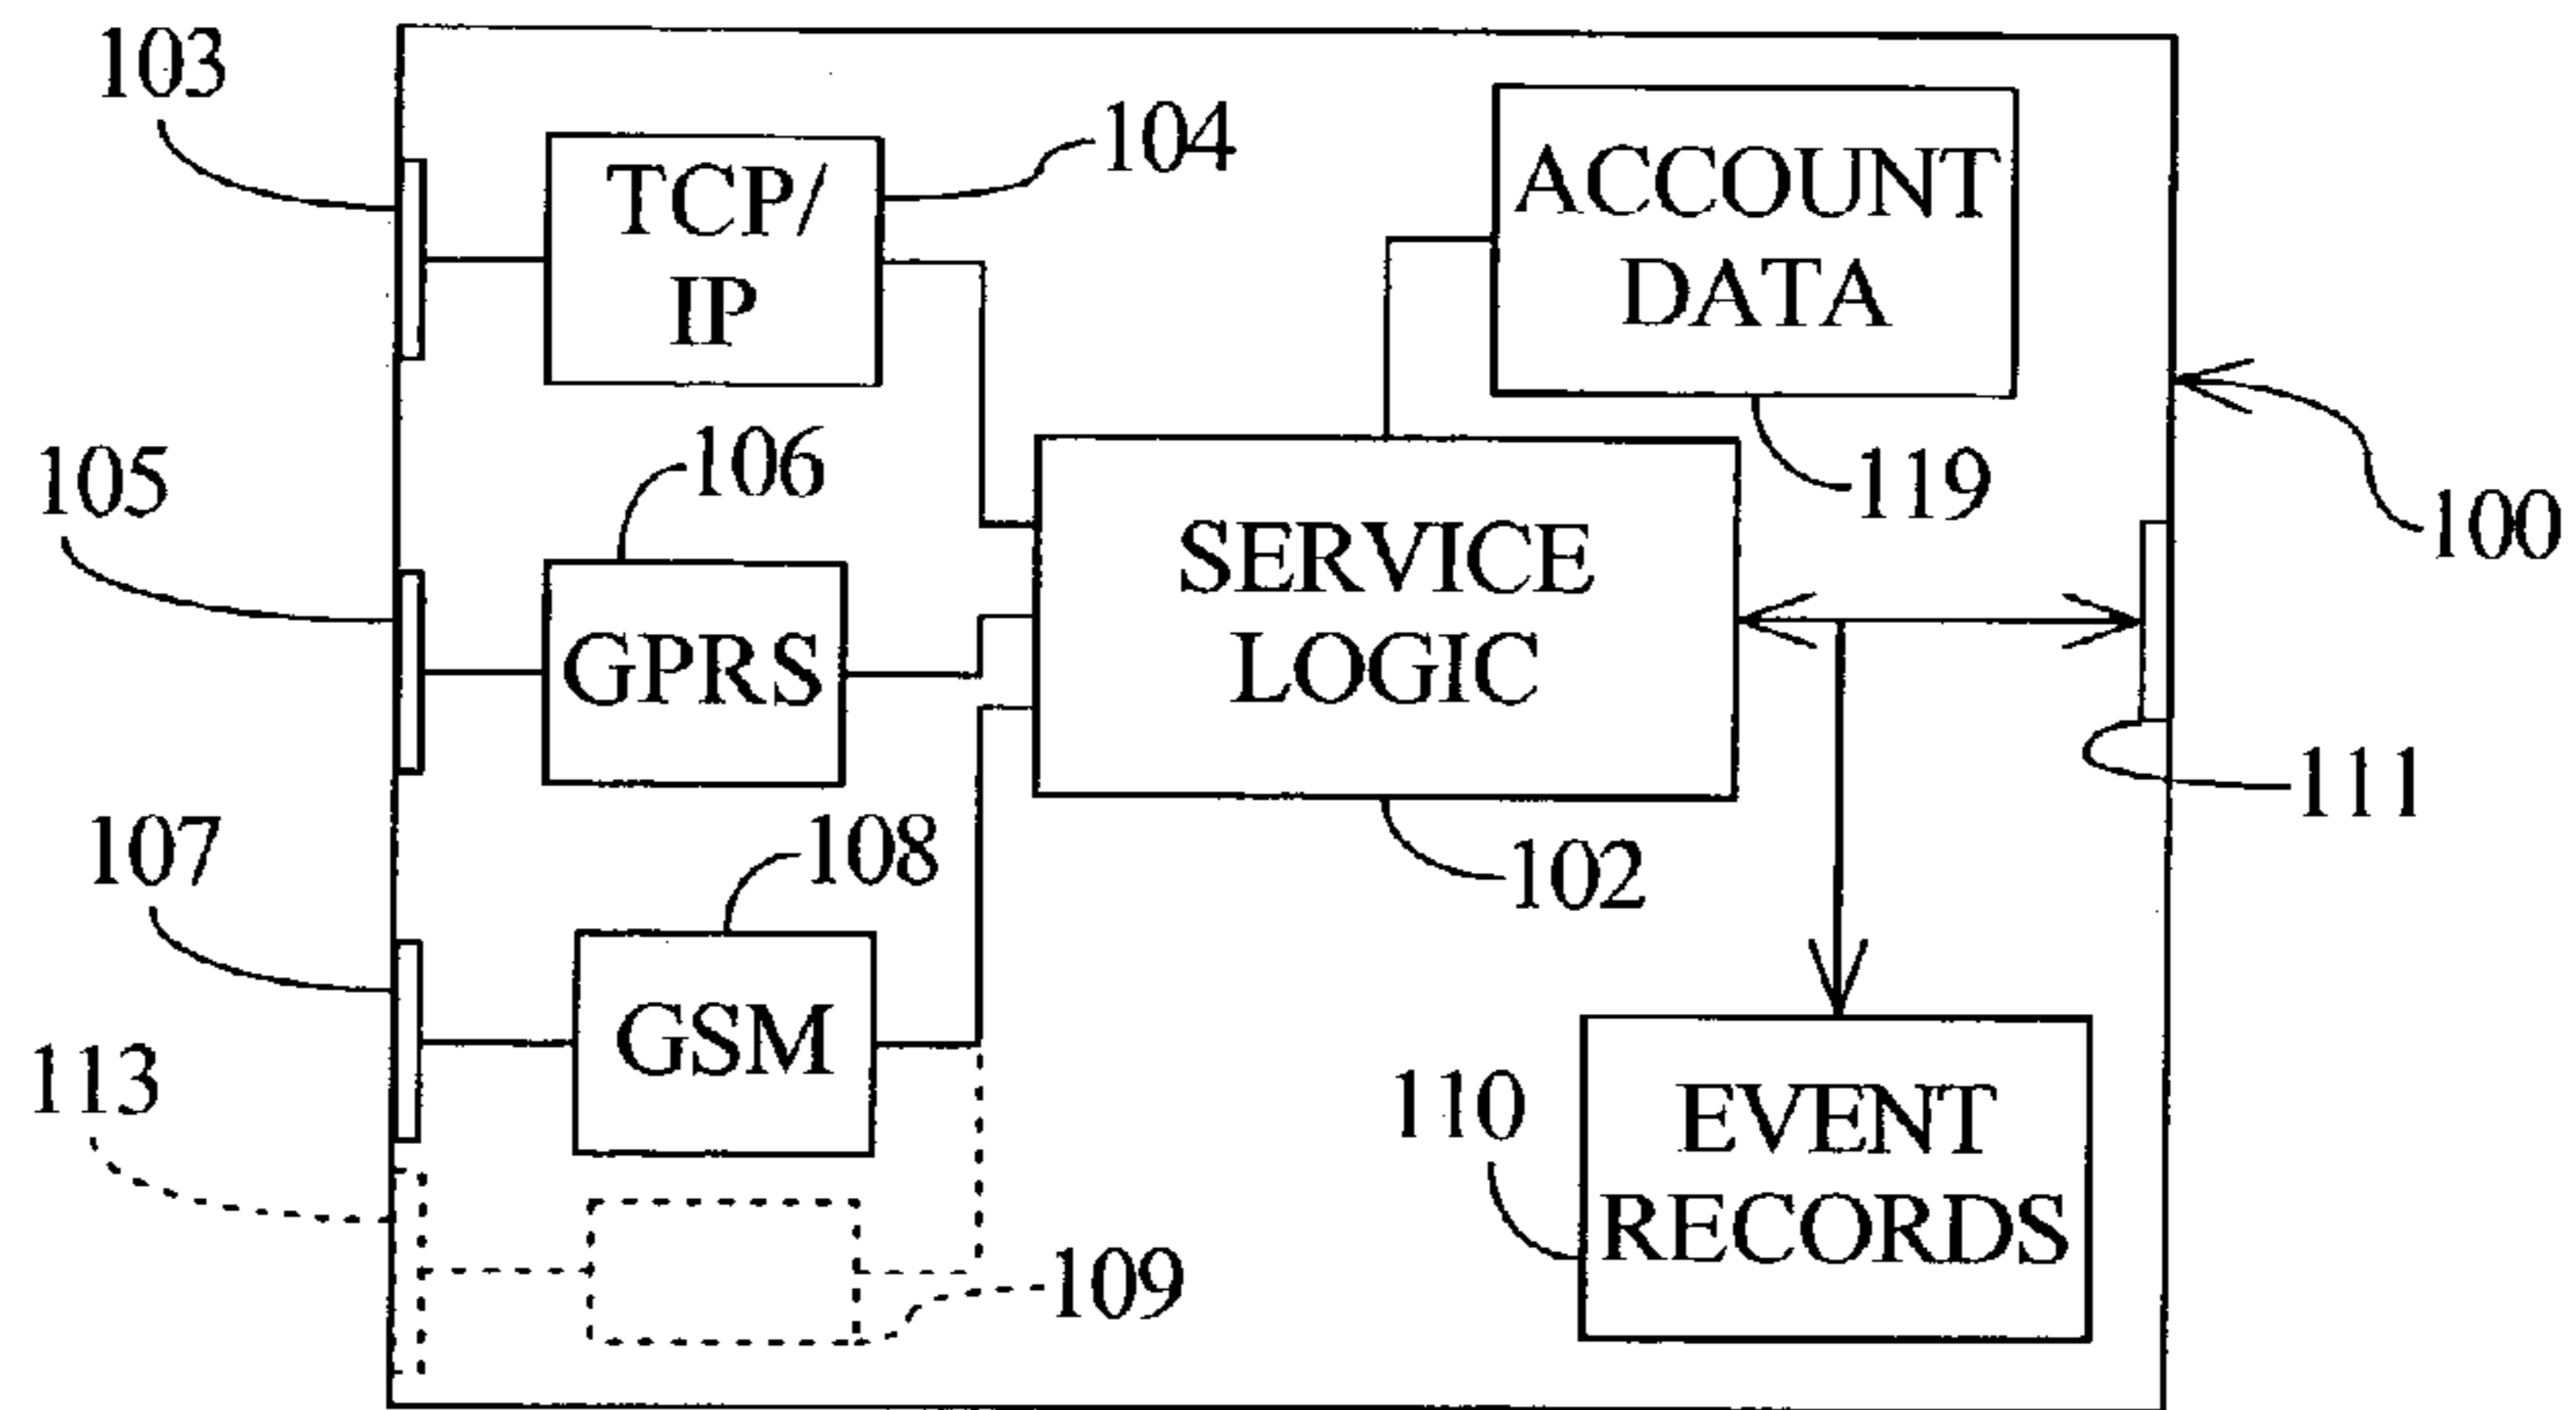 103
TCP/
IP
104
ACCOUNT
DATA
119
100
105
106
GPRS
SERVICE
LOGIC
102
111
107
108
GSM
113
109
110
EVENT
RECORDS